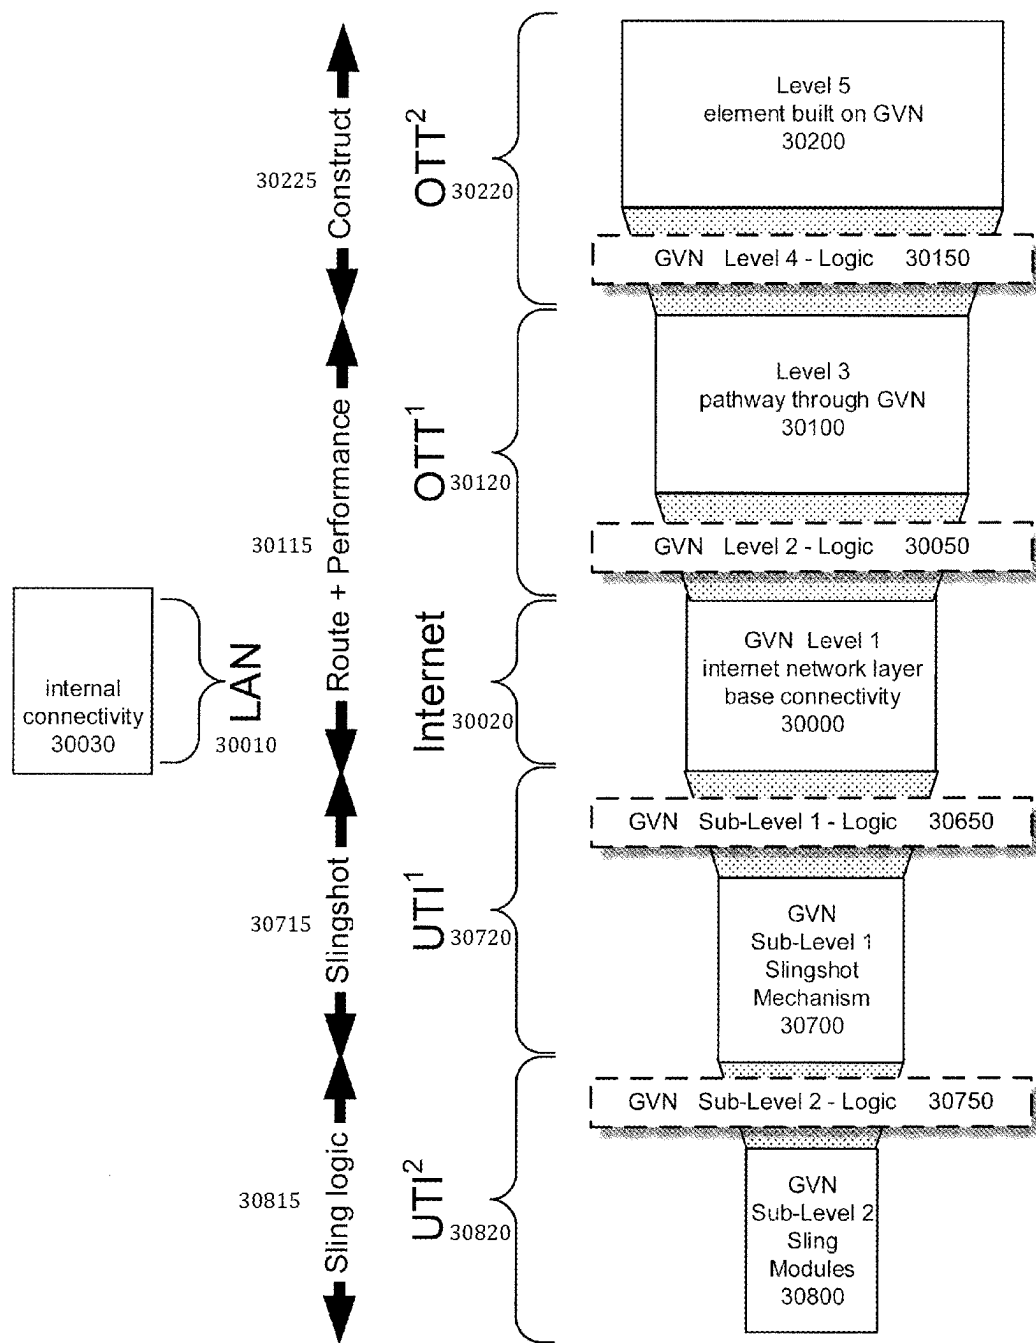 Level 5
element built on GVN
30200
GVN Level 4 - Logic 30150
Level 3
pathway through GVN
30100
GVN Level 2 - Logic 30050
GVN Level 1
internet network layer
base connectivity
30000
GVN Sub-Level 1 - Logic 30650
GVN
Sub-Level 1
Slingshot
Mechanism
30700
GVN Sub-Level 2 - Logic 30750
GVN
Sub-Level 2
Sling
Modules
30800
OTT²
30220
OTT¹
30120
Internet
30020
UTI¹
30720
UTI²
30820
Construct
30225
Route + Performance
30115
Slingshot
30715
Sling logic
30815
LAN
30010
internal
connectivity
30030